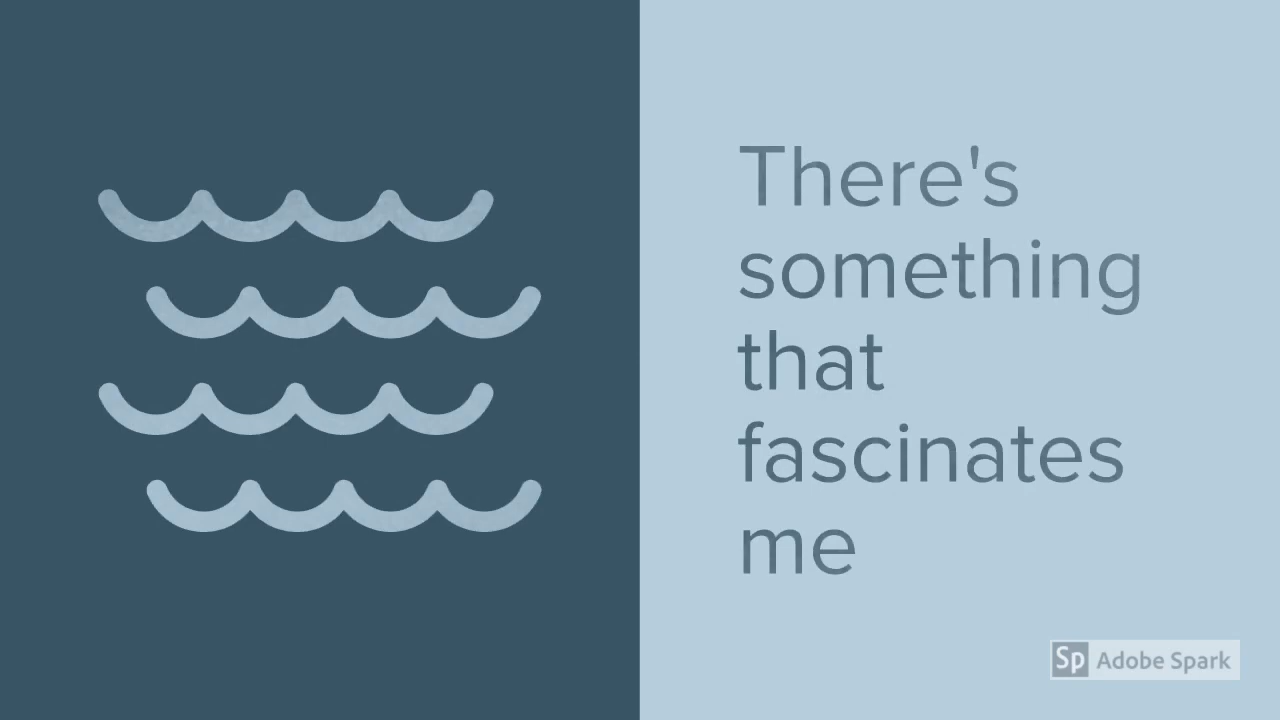 There's
something
that
fascinates
me
Sp Adobe Spark